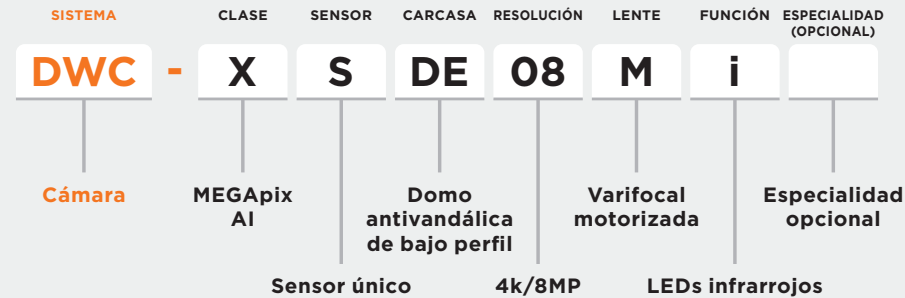 SISTEMA CLASE SENSOR CARCASA RESOLUCIÓN LENTE FUNCIÓN ESPECIALIDAD
(OPCIONAL)
DWC - X S DE 08 M i
Cámara MEGApix Domo Varifocal Especialidad
AI antivandálica motorizada opcional
de bajo perfil
Sensor único 4k/8MP LEDs infrarrojos